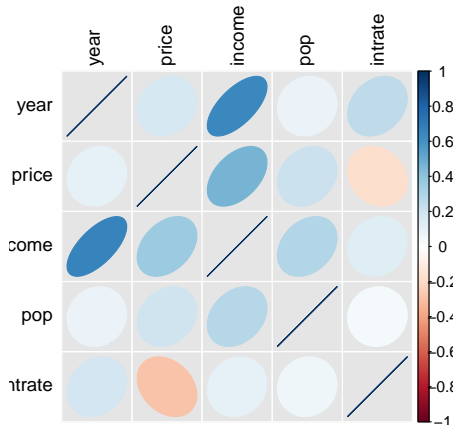 year price income pop intrate
year
price
come
pop
ntrate
1
0.8
0.6
0.4
0.2
0
-0.2
-0.4
-0.6
-0.8
-1